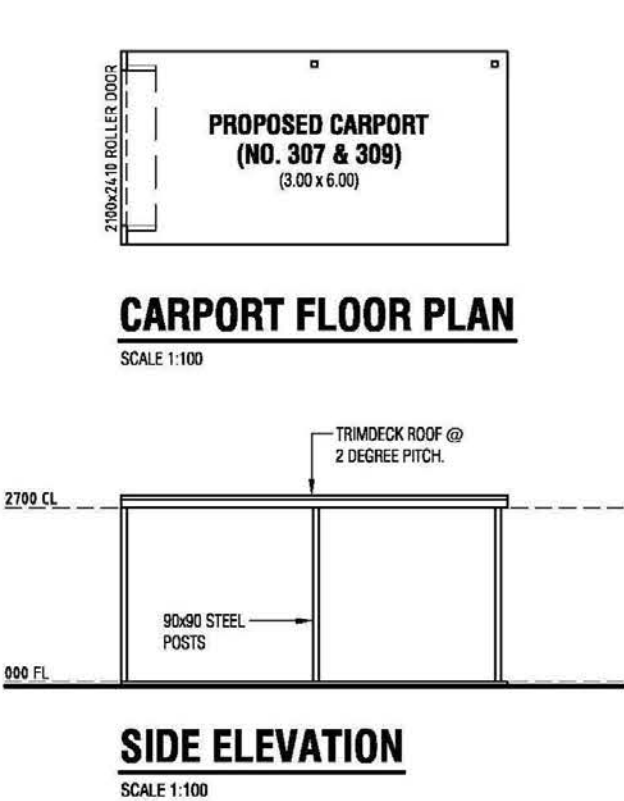 2100x2410 ROLLER DOOR
PROPOSED CARPORT
(NO. 307 & 309)
(3.00 x 6.00)
CARPORT FLOOR PLAN
SCALE 1:100
TRIMDECK ROOF @
2 DEGREE PITCH.
2700 CL
90x90 STEEL
POSTS
000 FL
SIDE ELEVATION
SCALE 1:100